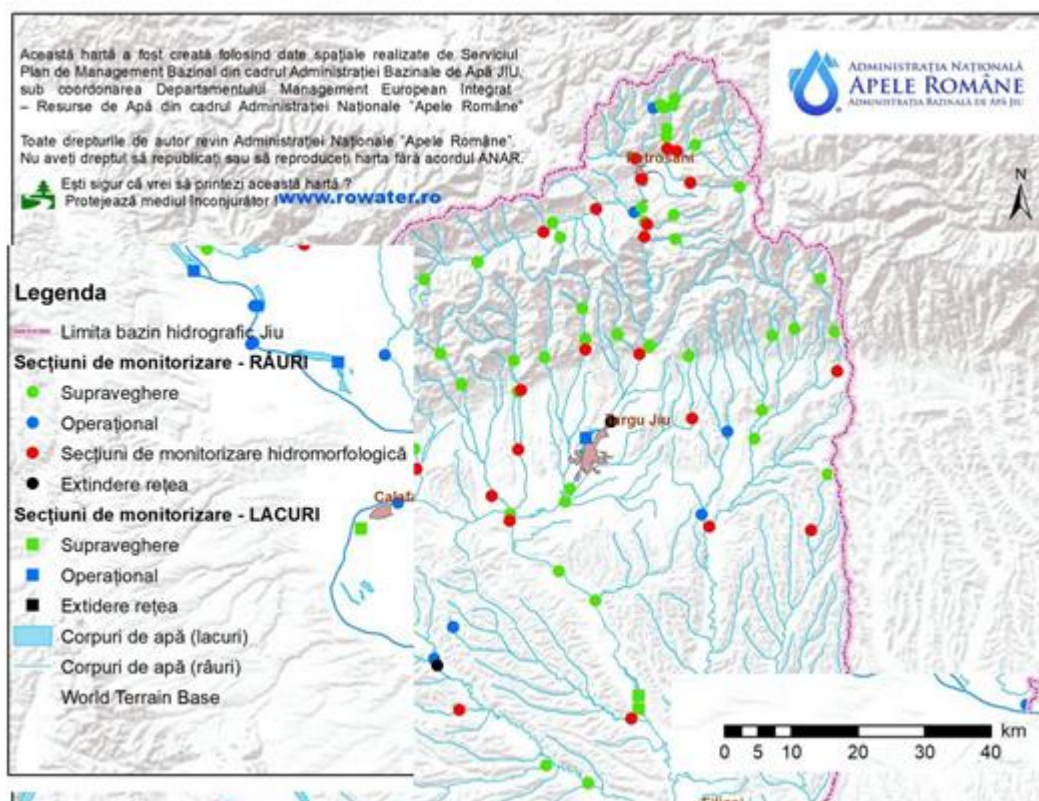 Această hartă a fost creată folosind date spațiale realizate de Serviciul
Plan de Management Bazinal din cadrul Administrației Bazinale de Apă JIU,
sub coordonarea Departamentului Management European Integrat
– Resurse de Apă din cadrul Administrației Naționale "Apele Române"
Toate drepturile de autor revin Administrației Naționale "Apele Române".
Nu aveți dreptul să republicați sau să reproduceți harta fără acordul ANAR.
Ești sigur că vrei să printezi această hartă ?
Protejează mediul înconjurător !www.rowater.ro
ADMINISTRAȚIA NAȚIONALĂ
APELE ROMÂNE
ADMINISTRAȚIA BAZINALĂ DE APĂ JIU
N
Petroșani
Legenda
Limita bazin hidrografic Jiu
Secțiuni de monitorizare - RÂURI
Supraveghere
Operațional
Secțiuni de monitorizare hidromorfologică
Extindere rețea
Secțiuni de monitorizare - LACURI
Supraveghere
Operațional
Extidere rețea
Corpuri de apă (lacuri)
Corpuri de apă (râuri)
World Terrain Base
Targu Jiu
Calafa
km
0 5 10 20 30 40